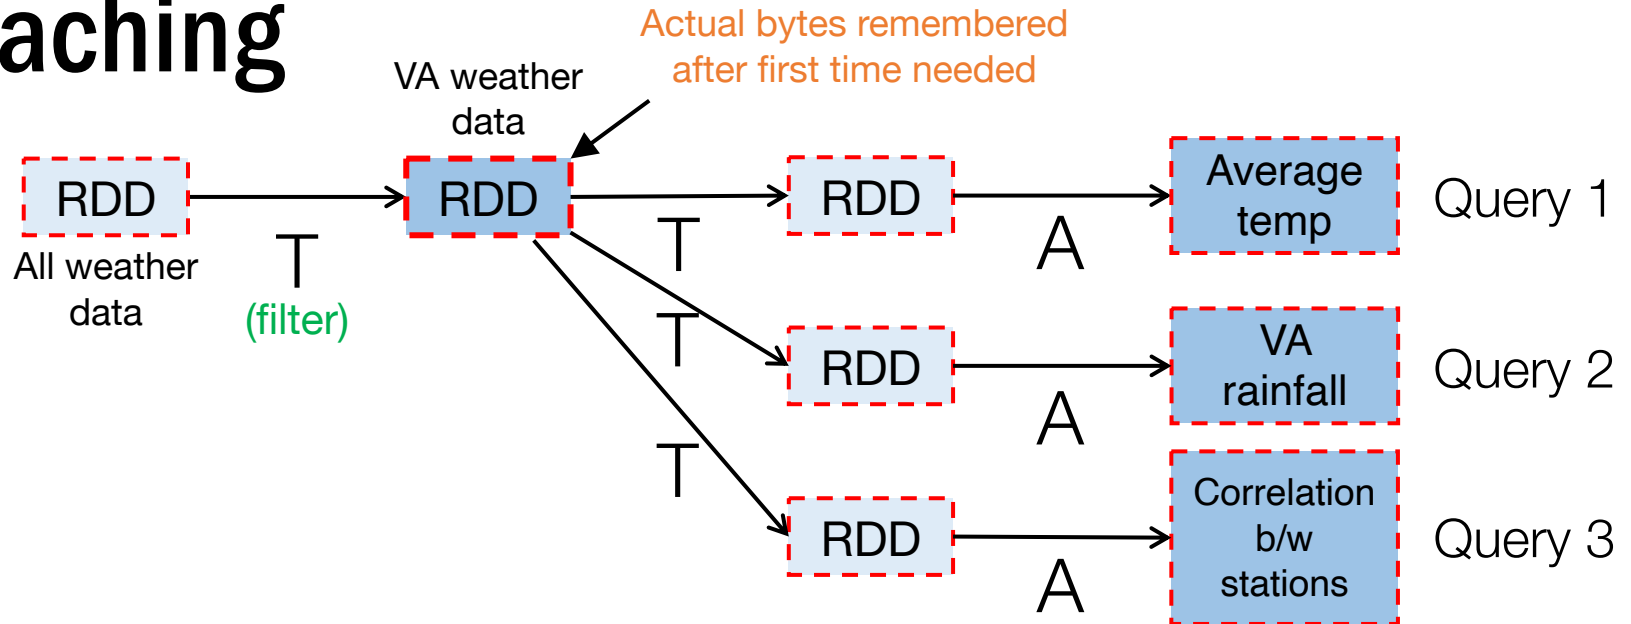 aching
Actual bytes remembered
after first time needed
VA weather
data
RDD
RDD
RDD
Average
temp
Query 1
All weather
data
T
(filter)
T
A
T
RDD
VA
rainfall
Query 2
A
T
RDD
Correlation
b/w
stations
Query 3
A